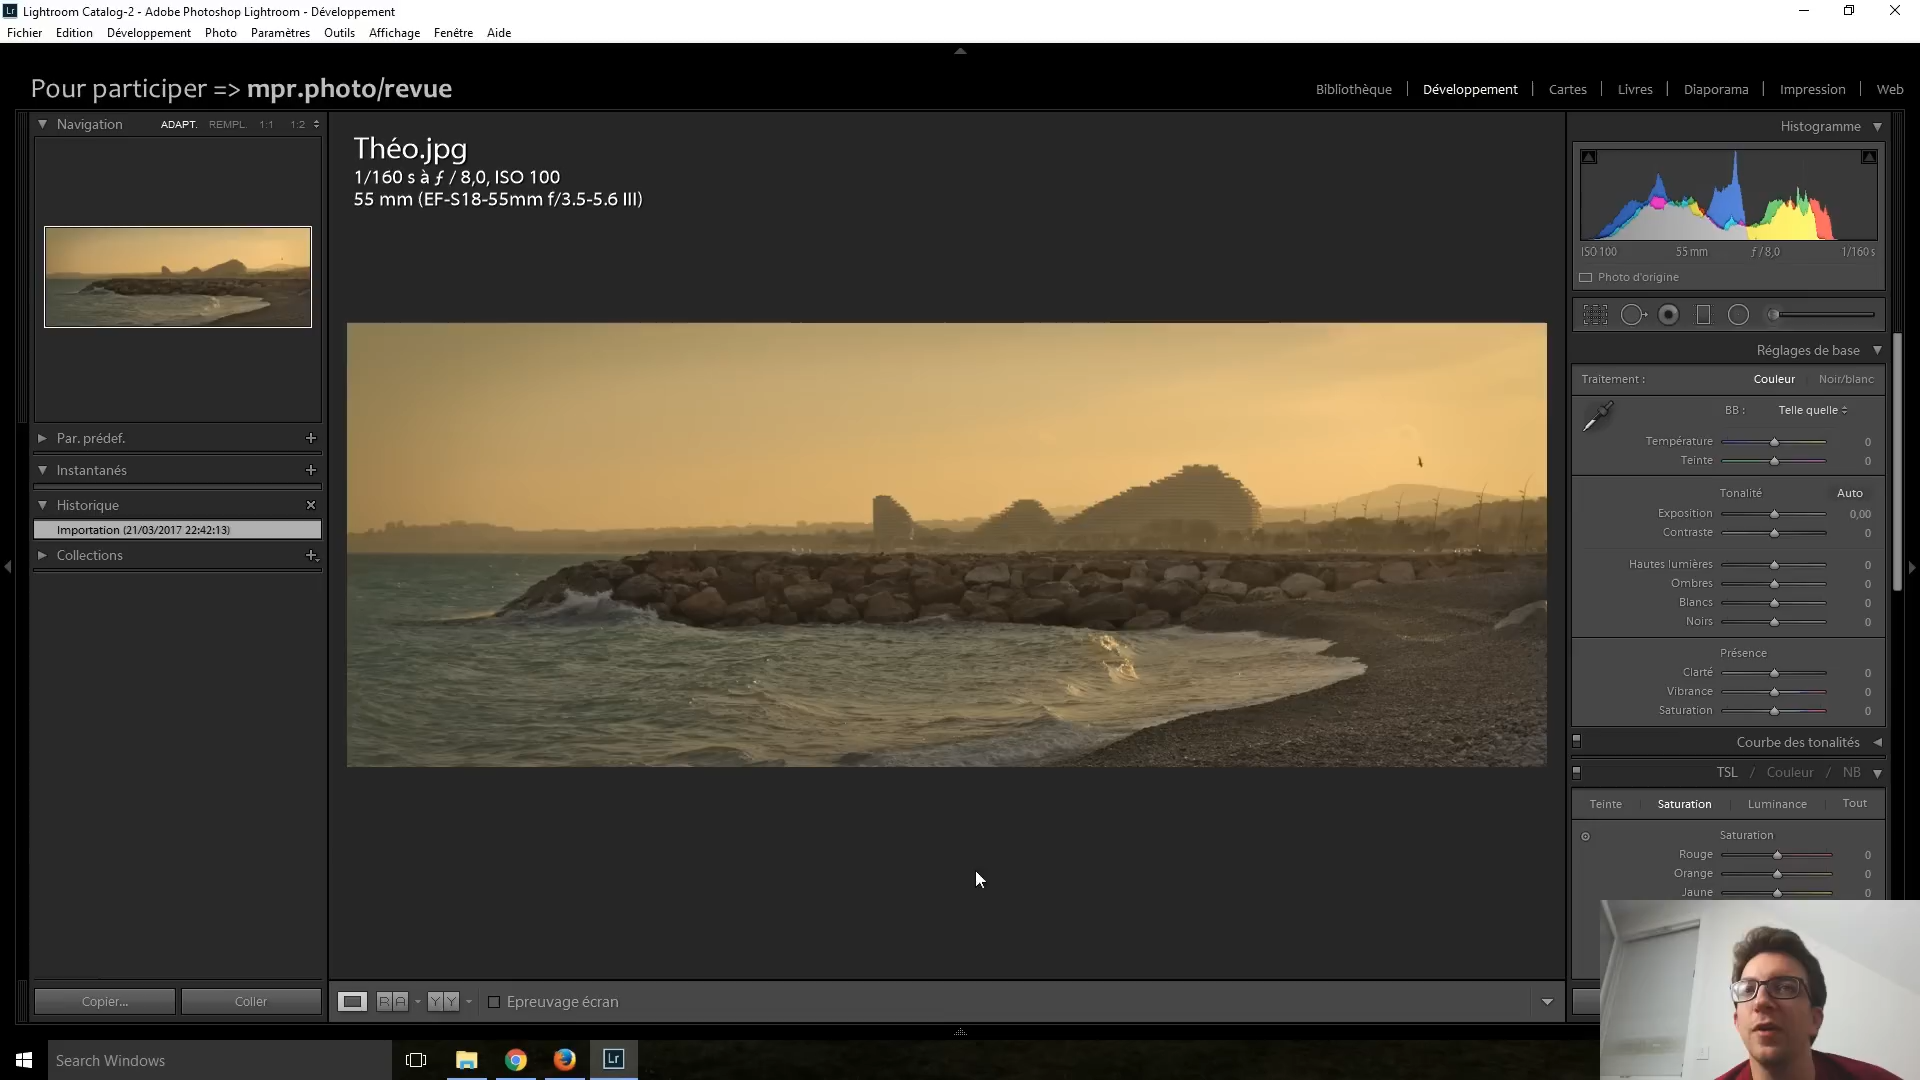 Lightroom Catalog-2 - Adobe Photoshop Lightroom - Développement
Fichier Edition Développement Photo Paramètres Outils Affichage Fenêtre Aide
Pour participer => mpr.photo/revue
Bibliothèque | Développement | Cartes | Livres | Diaporama | Impression | Web
Navigation ADAPT. REMPL. 1:1 1:2
Par. prédef.
Instantanés
Historique
Importation (21/03/2017 22:42:13)
Collections
Copier... Coller
Théo.jpg
1/160 s à ƒ / 8,0, ISO 100
55 mm (EF-S18-55mm f/3.5-5.6 III)
RA YY Epreuvage écran
Histogramme
ISO 100 55 mm ƒ / 8,0 1/160 s
Photo d'origine
Réglages de base
Traitement : Couleur Noir/blanc
BB : Telle quelle
Température 0
Teinte 0
Tonalité Auto
Exposition 0,00
Contraste 0
Hautes lumières 0
Ombres 0
Blancs 0
Noirs 0
Présence
Clarté 0
Vibrance 0
Saturation 0
Courbe des tonalités
TSL / Couleur / NB
Teinte Saturation Luminance Tout
Saturation
Rouge 0
Orange 0
Jaune 0
Search Windows
Lr